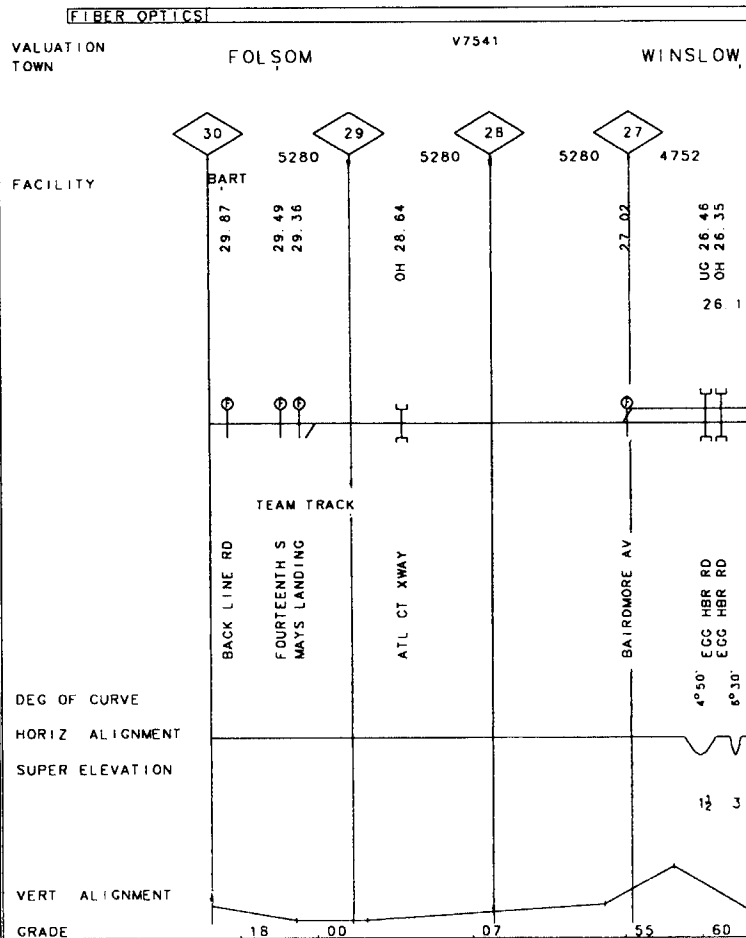 FIBER OPTICS
VALUATION V7541
TOWN FOLSOM WINSLOW
30 29 28 27
5280 5280 5280 4752
FACILITY BART
29.87
29.49
29.36
OH 28.64
27.02
UG 26.46
OH 26.35
26.1
F F F F
TEAM TRACK
BACK LINE RD
FOURTEENTH S
MAYS LANDING
ATL CT XWAY
BAIRDMORE AV
EGG HBR RD
EGG HBR RD
DEG OF CURVE 4°50' 6°30'
HORIZ ALIGNMENT
SUPER ELEVATION
1½ 3
VERT ALIGNMENT
GRADE .18 .00 .07 .55 .60